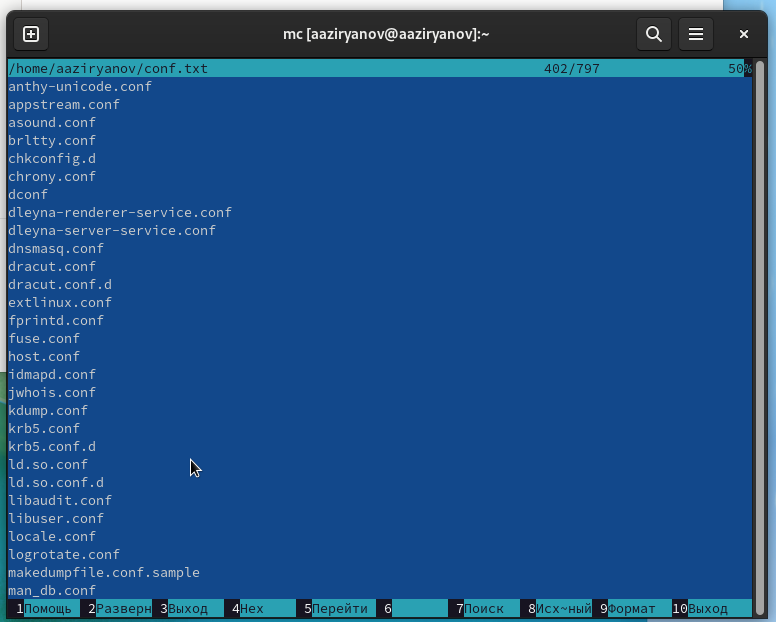 mc [aaziryanov@aaziryanov]:~
/home/aaziryanov/conf.txt 402/797 50%
anthy-unicode.conf
appstream.conf
asound.conf
brltty.conf
chkconfig.d
chrony.conf
dconf
dleyna-renderer-service.conf
dleyna-server-service.conf
dnsmasq.conf
dracut.conf
dracut.conf.d
extlinux.conf
fprintd.conf
fuse.conf
host.conf
idmapd.conf
jwhois.conf
kdump.conf
krb5.conf
krb5.conf.d
ld.so.conf
ld.so.conf.d
libaudit.conf
libuser.conf
locale.conf
logrotate.conf
makedumpfile.conf.sample
man_db.conf
1Помощь 2Разверн 3Выход 4Hex 5Перейти 6 7Поиск 8Исх~ный 9Формат 10Выход